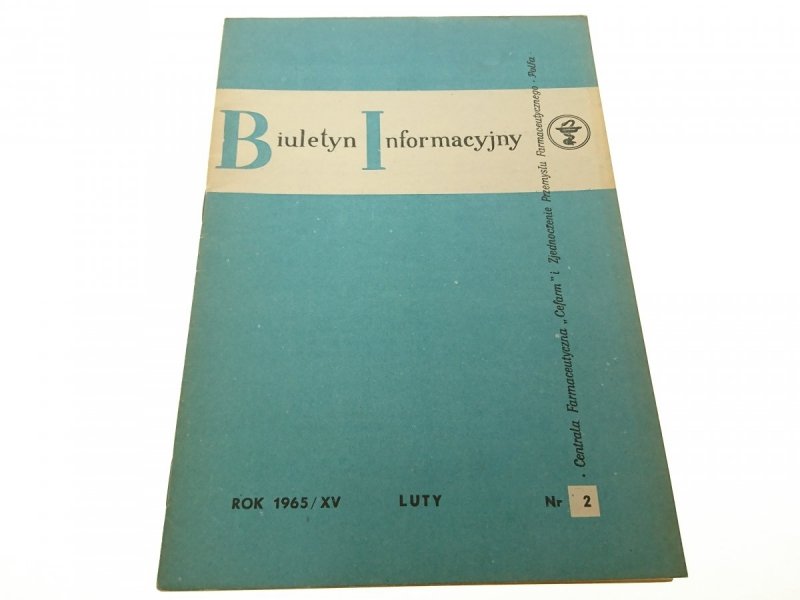 Biuletyn Informacyjny
· Centrala Farmaceutyczna „Cefarm” i Zjednoczenie Przemysłu Farmaceutycznego · Polfa
ROK 1965/XV LUTY Nr 2